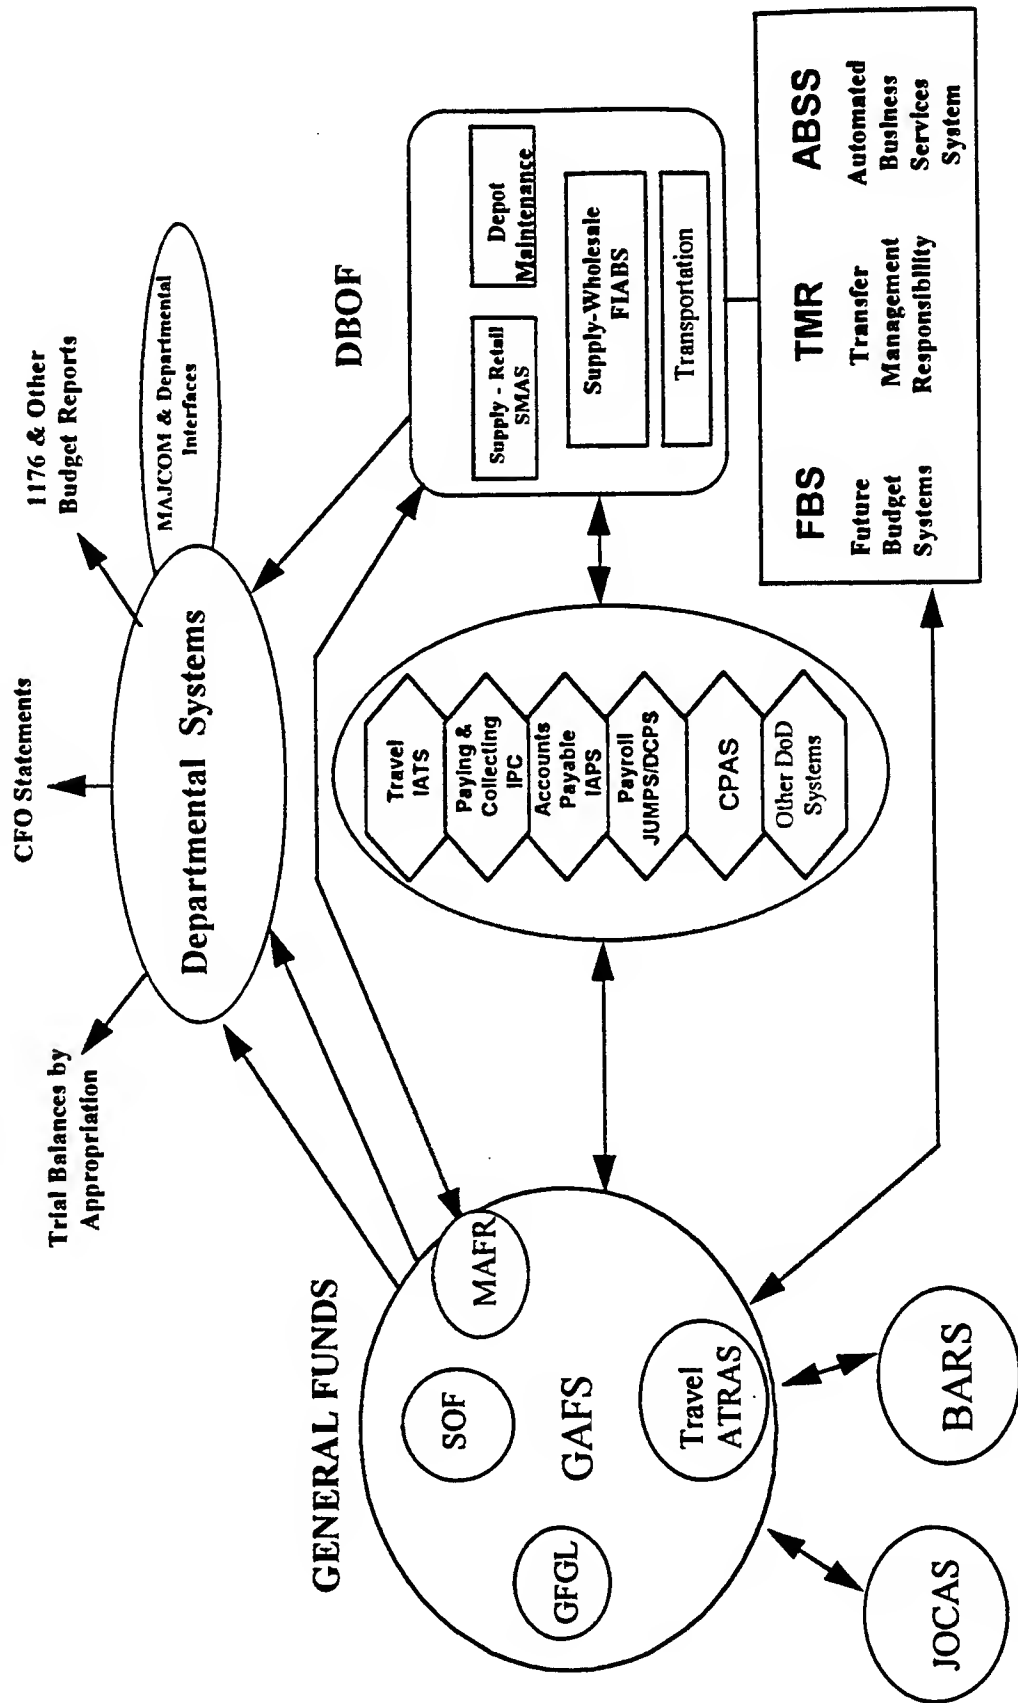 Trial Balances by
Appropriation
CFO Statements
1176 & Other
Budget Reports
Departmental Systems
MAJCOM & Departmental
Interfaces
GENERAL FUNDS
MAFR
SOF
GFGL
GAFS
Travel
ATRAS
JOCAS
BARS
Travel
IATS
Paying &
Collecting
IPC
Accounts
Payable
IAPS
Payroll
JUMPS/DCPS
CPAS
Other DoD
Systems
DBOF
Supply - Retail
SMAS
Depot
Maintenance
Supply-Wholesale
FIABS
Transportation
FBS
Future
Budget
Systems
TMR
Transfer
Management
Responsibility
ABSS
Automated
Business
Services
System